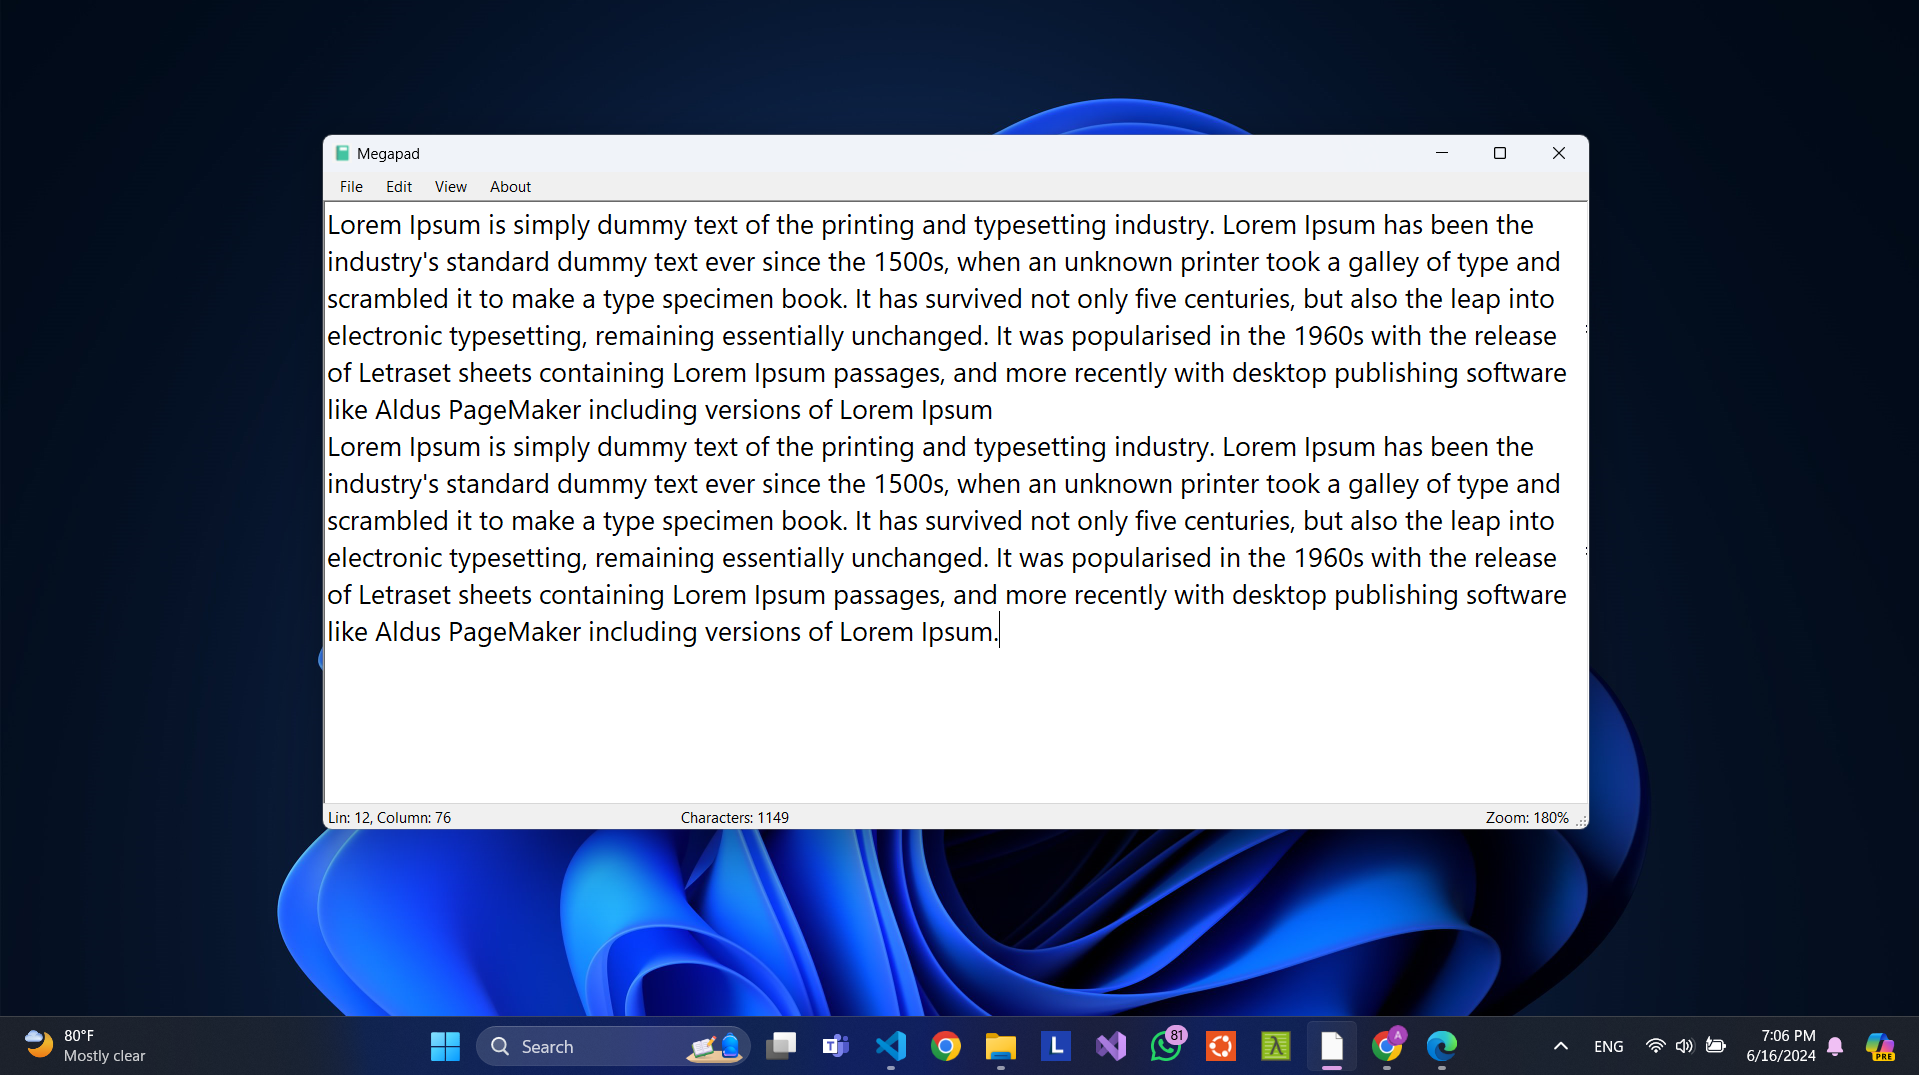 Megapad
File Edit View About
Lorem Ipsum is simply dummy text of the printing and typesetting industry. Lorem Ipsum has been the
industry's standard dummy text ever since the 1500s, when an unknown printer took a galley of type and
scrambled it to make a type specimen book. It has survived not only five centuries, but also the leap into
electronic typesetting, remaining essentially unchanged. It was popularised in the 1960s with the release
of Letraset sheets containing Lorem Ipsum passages, and more recently with desktop publishing software
like Aldus PageMaker including versions of Lorem Ipsum
Lorem Ipsum is simply dummy text of the printing and typesetting industry. Lorem Ipsum has been the
industry's standard dummy text ever since the 1500s, when an unknown printer took a galley of type and
scrambled it to make a type specimen book. It has survived not only five centuries, but also the leap into
electronic typesetting, remaining essentially unchanged. It was popularised in the 1960s with the release
of Letraset sheets containing Lorem Ipsum passages, and more recently with desktop publishing software
like Aldus PageMaker including versions of Lorem Ipsum.
Lin: 12, Column: 76 Characters: 1149 Zoom: 180%
80°F
Mostly clear
Search
L
81
λ
A
ENG
7:06 PM
6/16/2024
PRE